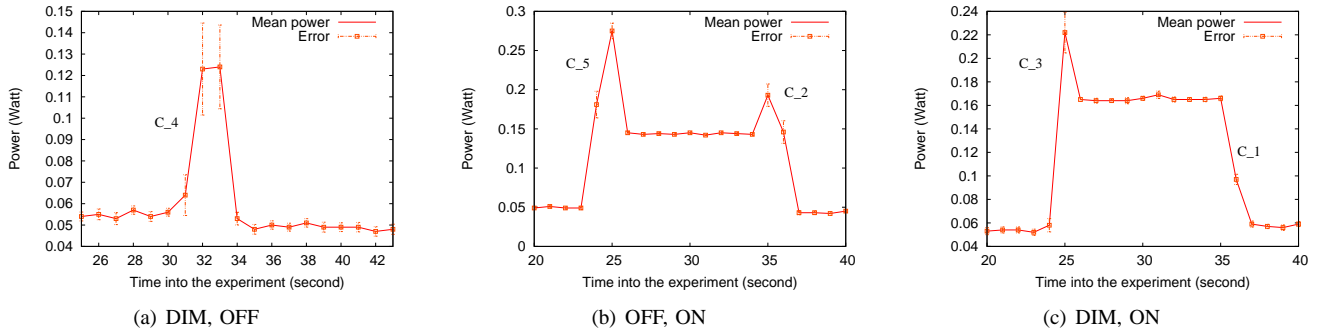 Mean power
Error
C_4
Power (Watt)
0.15
0.14
0.13
0.12
0.11
0.1
0.09
0.08
0.07
0.06
0.05
0.04
26 28 30 32 34 36 38 40 42
Time into the experiment (second)
(a) DIM, OFF
Mean power
Error
C_5
C_2
Power (Watt)
0.3
0.25
0.2
0.15
0.1
0.05
0
20 25 30 35 40
Time into the experiment (second)
(b) OFF, ON
Mean power
Error
C_3
C_1
Power (Watt)
0.24
0.22
0.2
0.18
0.16
0.14
0.12
0.1
0.08
0.06
0.04
20 25 30 35 40
Time into the experiment (second)
(c) DIM, ON